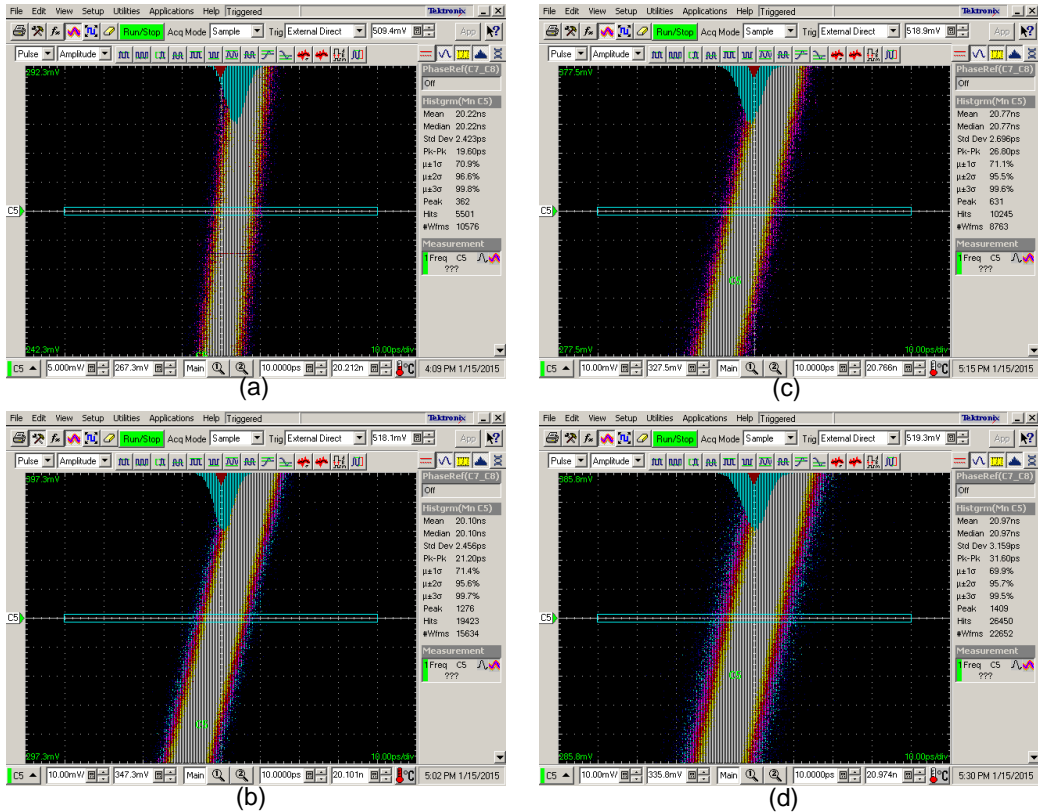 File Edit View Setup Utilities Applications Help Triggered Tektronix
Run/Stop Acq Mode Sample Trig External Direct 509.4mV App
Pulse Amplitude
292.3mV
PhaseRef(C7_C8)
Off
Histgrm(Mn C5)
Mean 20.22ns
Median 20.22ns
Std Dev 2.423ps
Pk-Pk 19.60ps
µ±1σ 70.9%
µ±2σ 96.6%
µ±3σ 99.8%
Peak 362
Hits 5501
#Wfms 10576
Measurement
1 Freq C5
???
C5
242.3mV 10.00ps/div
C5 5.000mV/ 267.3mV Main 1 2 10.0000ps 20.212n °C 4:09 PM 1/15/2015
(a)
File Edit View Setup Utilities Applications Help Triggered Tektronix
Run/Stop Acq Mode Sample Trig External Direct 518.1mV App
Pulse Amplitude
397.3mV
PhaseRef(C7_C8)
Off
Histgrm(Mn C5)
Mean 20.10ns
Median 20.10ns
Std Dev 2.456ps
Pk-Pk 21.20ps
µ±1σ 71.4%
µ±2σ 95.6%
µ±3σ 99.7%
Peak 1276
Hits 19423
#Wfms 15634
Measurement
1 Freq C5
???
C5
297.3mV 10.00ps/div
C5 10.00mV/ 347.3mV Main 1 2 10.0000ps 20.101n °C 5:02 PM 1/15/2015
(b)
File Edit View Setup Utilities Applications Help Triggered Tektronix
Run/Stop Acq Mode Sample Trig External Direct 518.9mV App
Pulse Amplitude
377.5mV
PhaseRef(C7_C8)
Off
Histgrm(Mn C5)
Mean 20.77ns
Median 20.77ns
Std Dev 2.696ps
Pk-Pk 26.80ps
µ±1σ 71.1%
µ±2σ 95.5%
µ±3σ 99.6%
Peak 631
Hits 10245
#Wfms 8763
Measurement
1 Freq C5
???
C5
277.5mV 10.00ps/div
C5 10.00mV/ 327.5mV Main 1 2 10.0000ps 20.766n °C 5:15 PM 1/15/2015
(c)
File Edit View Setup Utilities Applications Help Triggered Tektronix
Run/Stop Acq Mode Sample Trig External Direct 519.3mV App
Pulse Amplitude
385.8mV
PhaseRef(C7_C8)
Off
Histgrm(Mn C5)
Mean 20.97ns
Median 20.97ns
Std Dev 3.159ps
Pk-Pk 31.60ps
µ±1σ 69.9%
µ±2σ 95.7%
µ±3σ 99.5%
Peak 1409
Hits 26450
#Wfms 22652
Measurement
1 Freq C5
???
C5
285.8mV 10.00ps/div
C5 10.00mV/ 335.8mV Main 1 2 10.0000ps 20.974n °C 5:30 PM 1/15/2015
(d)